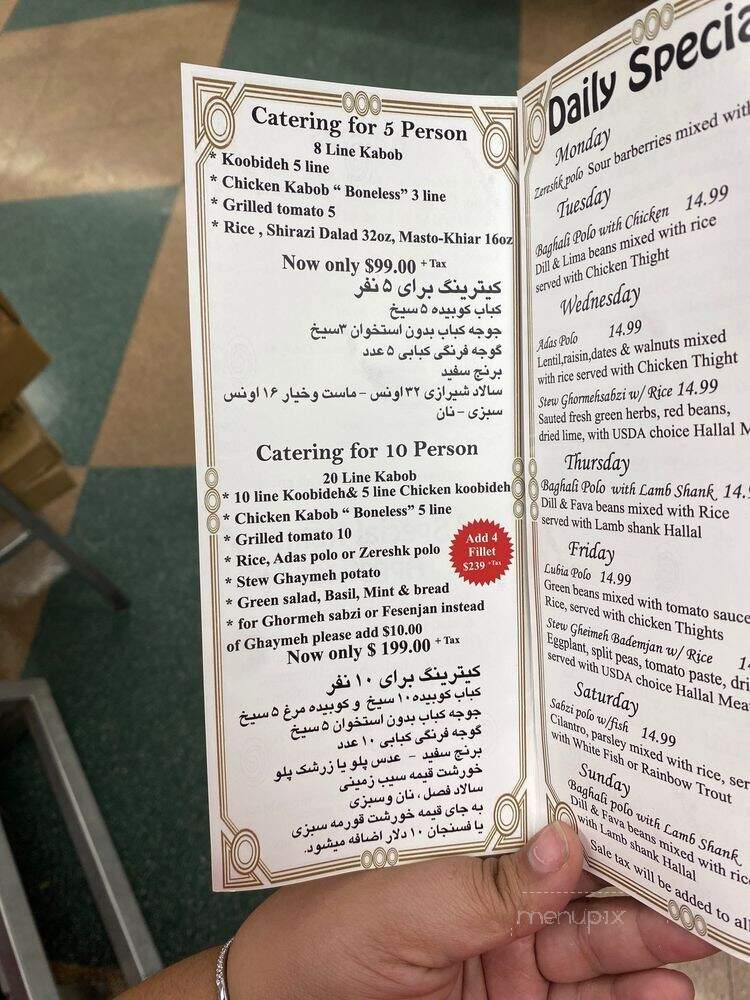 Catering for 5 Person
8 Line Kabob
* Koobideh 5 line
* Chicken Kabob “ Boneless” 3 line
* Grilled tomato 5
* Rice , Shirazi Dalad 32oz, Masto-Khiar 16oz
Now only $99.00 + Tax
کیترینگ برای ۵ نفر
کباب کوبیده ۵ سیخ
جوجه کباب بدون استخوان ۳سیخ
گوجه فرنگی کبابی ۵ عدد
برنج سفید
سالاد شیرازی ۳۲ اونس - ماست وخیار ۱۶ اونس
سبزی - نان
Catering for 10 Person
20 Line Kabob
* 10 line Koobideh& 5 line Chicken koobideh
* Chicken Kabob “ Boneless” 5 line
* Grilled tomato 10
* Rice, Adas polo or Zereshk polo
* Stew Ghaymeh potato
* Green salad, Basil, Mint & bread
* for Ghormeh sabzi or Fesenjan instead
of Ghaymeh please add $10.00
Now only $ 199.00 + Tax
Add 4
Fillet
$239 +Tax
کیترینگ برای ۱۰ نفر
کباب کوبیده۱۰ سیخ و کوبیده مرغ ۵ سیخ
جوجه کباب بدون استخوان ۵ سیخ
گوجه فرنگی کبابی ۱۰ عدد
برنج سفید - عدس پلو یا زرشک پلو
خورشت قیمه سیب زمینی
سالاد فصل ، نان وسبزی
به جای قیمه خورشت قورمه سبزی
یا فسنجان ۱۰ دلار اضافه میشود.
Daily
Monday
Zereshk polo Sour barberries mixed with
Tuesday
Baghali Polo with Chicken 14.99
Dill & Lima beans mixed with rice
served with Chicken Thight
Wednesday
Adas Polo 14.99
Lentil,raisin,dates & walnuts mixed
with rice served with Chicken Thight
Stew Ghormehsabzi w/ Rice 14.99
Sauted fresh green herbs, red beans,
dried lime, with USDA choice Hallal
Thursday
Baghali Polo with Lamb Shank
Dill & Fava beans mixed with Rice
served with Lamb shank Hallal
Friday
Lubia Polo 14.99
Green beans mixed with tomato sauce
Rice, served with chicken Thights
Stew Gheimeh Bademjan w/ Rice
Eggplant, split peas, tomato paste,
served with USDA choice Hallal
Saturday
Sabzi polo w/fish 14.99
Cilantro, parsley mixed with rice,
with White Fish or Rainbow Trout
Sunday
Baghali polo with Lamb Shank
Dill & Fava beans mixed with
with Lamb shank Hallal
Sale tax will be added to
menupix